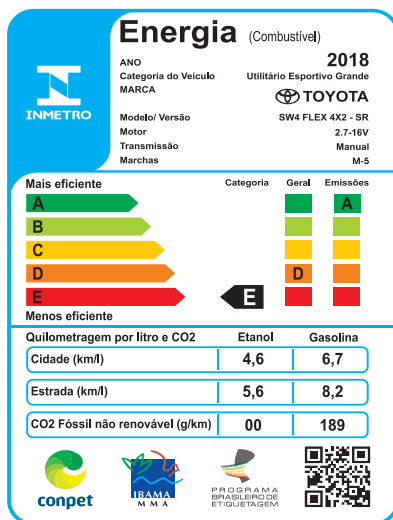 Energia (Combustível)
ANO 2018
Categoria do Veículo Utilitário Esportivo Grande
MARCA TOYOTA
INMETRO
Modelo/ Versão SW4 FLEX 4X2 - SR
Motor 2.7-16V
Transmissão Manual
Marchas M-5
Mais eficiente Categoria Geral Emissões
A A
B
C
D D
E E
Menos eficiente
Quilometragem por litro e CO2 Etanol Gasolina
Cidade (km/l) 4,6 6,7
Estrada (km/l) 5,6 8,2
CO2 Fóssil não renovável (g/km) 00 189
conpet
IBAMA
MMA
PROGRAMA
BRASILEIRO DE
ETIQUETAGEM